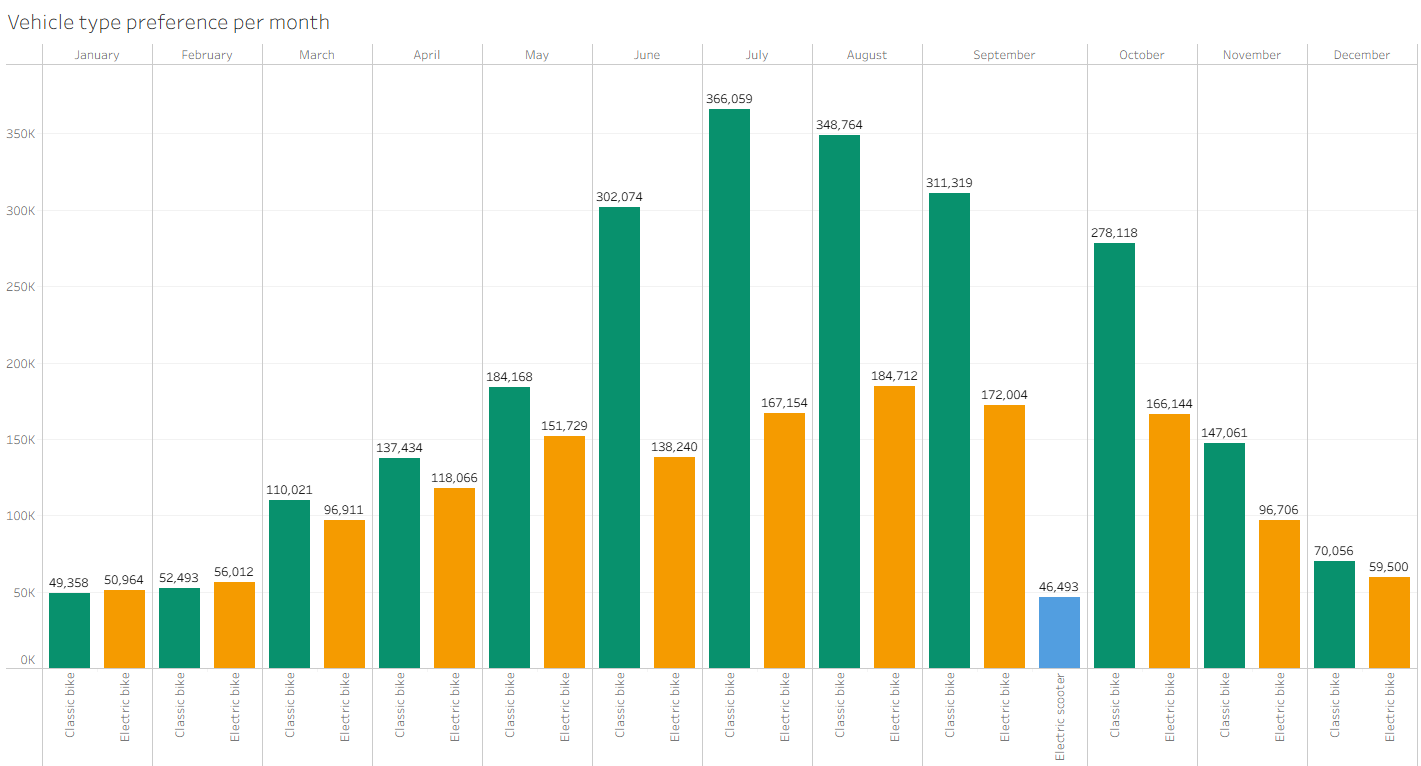 Vehicle type preference per month
January February March April May June July August September October November December
350K
300K
250K
200K
150K
100K
50K
0K
49,358
50,964
52,493
56,012
110,021
96,911
137,434
118,066
184,168
151,729
302,074
138,240
366,059
167,154
348,764
184,712
311,319
172,004
46,493
278,118
166,144
147,061
96,706
70,056
59,500
Classic bike
Electric bike
Classic bike
Electric bike
Classic bike
Electric bike
Classic bike
Electric bike
Classic bike
Electric bike
Classic bike
Electric bike
Classic bike
Electric bike
Classic bike
Electric bike
Classic bike
Electric bike
Electric scooter
Classic bike
Electric bike
Classic bike
Electric bike
Classic bike
Electric bike